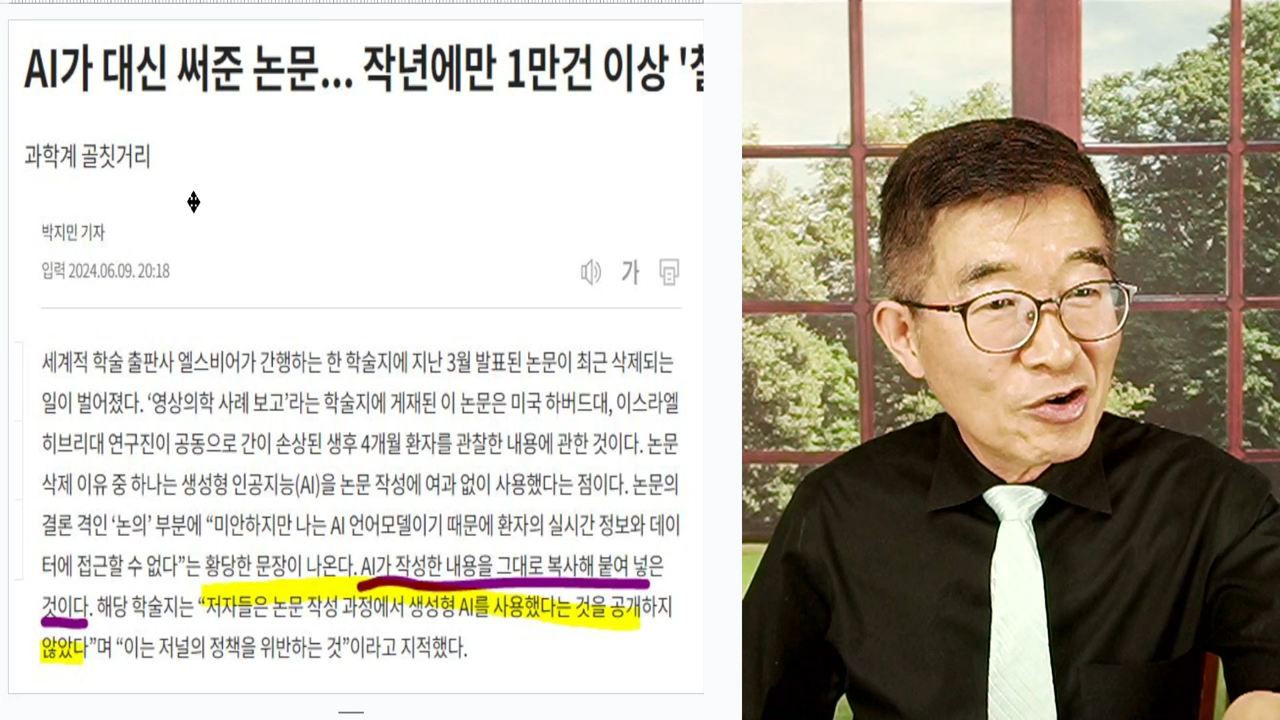 AI가 대신 써준 논문... 작년에만 1만건 이상 '
과학계 골칫거리
박지민 기자
입력 2024.06.09. 20:18
가
세계적 학술 출판사 엘스비어가 간행하는 한 학술지에 지난 3월 발표된 논문이 최근 삭제되는
일이 벌어졌다. ‘영상의학 사례 보고’라는 학술지에 게재된 이 논문은 미국 하버드대, 이스라엘
히브리대 연구진이 공동으로 간이 손상된 생후 4개월 환자를 관찰한 내용에 관한 것이다. 논문
삭제 이유 중 하나는 생성형 인공지능(AI)을 논문 작성에 여과 없이 사용했다는 점이다. 논문의
결론 격인 ‘논의’ 부분에 “미안하지만 나는 AI 언어모델이기 때문에 환자의 실시간 정보와 데이
터에 접근할 수 없다”는 황당한 문장이 나온다. AI가 작성한 내용을 그대로 복사해 붙여 넣은
것이다. 해당 학술지는 “저자들은 논문 작성 과정에서 생성형 AI를 사용했다는 것을 공개하지
않았다”며 “이는 저널의 정책을 위반하는 것”이라고 지적했다.